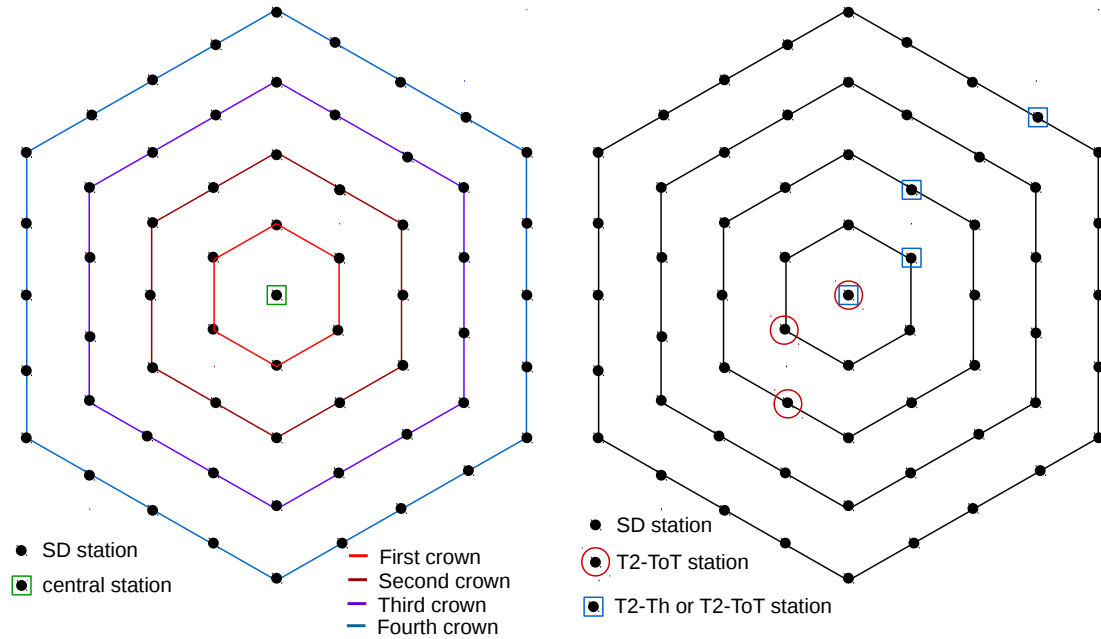 SD station
central station
First crown
Second crown
Third crown
Fourth crown
SD station
T2-ToT station
T2-Th or T2-ToT station